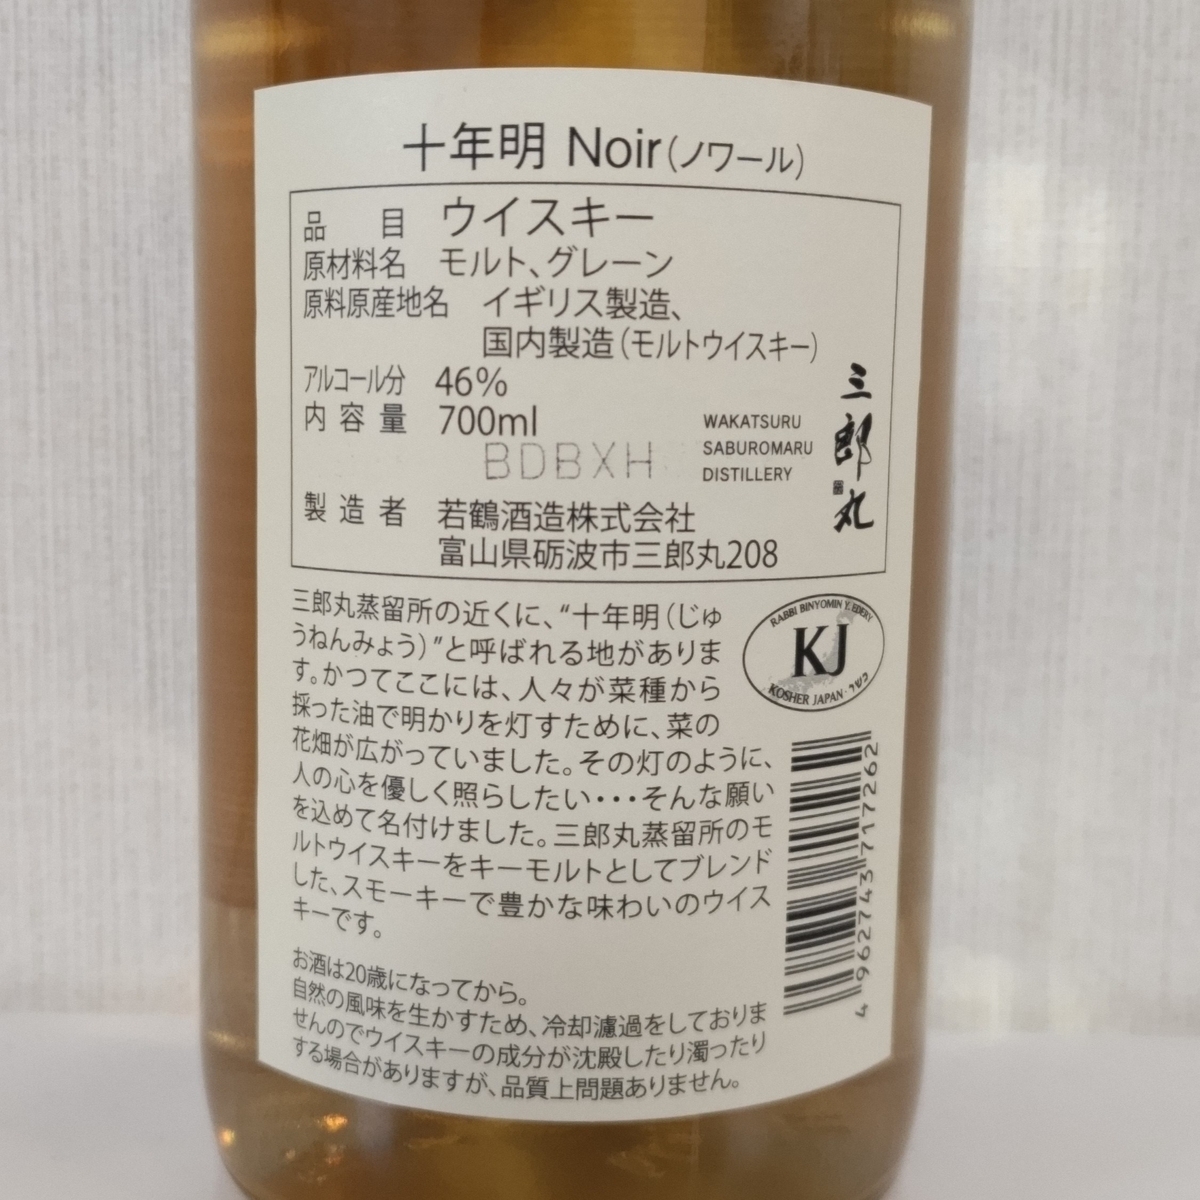 十年明 Noir(ノワール)
品目 ウイスキー
原材料名 モルト、グレーン
原料原産地名 イギリス製造、
国内製造(モルトウイスキー)
アルコール分 46%
内容量 700ml
BDBXH
WAKATSURU
SABUROMARU
DISTILLERY
三郎丸
製造者 若鶴酒造株式会社
富山県砺波市三郎丸208
三郎丸蒸留所の近くに、“十年明(じゅ
うねんみょう)”と呼ばれる地がありま
す。かつてここには、人々が菜種から
採った油で明かりを灯すために、菜の
花畑が広がっていました。その灯のように、
人の心を優しく照らしたい・・・そんな願い
を込めて名付けました。三郎丸蒸留所のモ
ルトウイスキーをキーモルトとしてブレンド
した、スモーキーで豊かな味わいのウイス
キーです。
RABBI BINYOMIN Y. EDERY
KJ
KOSHER JAPAN · כשר
4962743717262
お酒は20歳になってから。
自然の風味を生かすため、冷却濾過をしておりま
せんのでウイスキーの成分が沈殿したり濁ったり
する場合がありますが、品質上問題ありません。